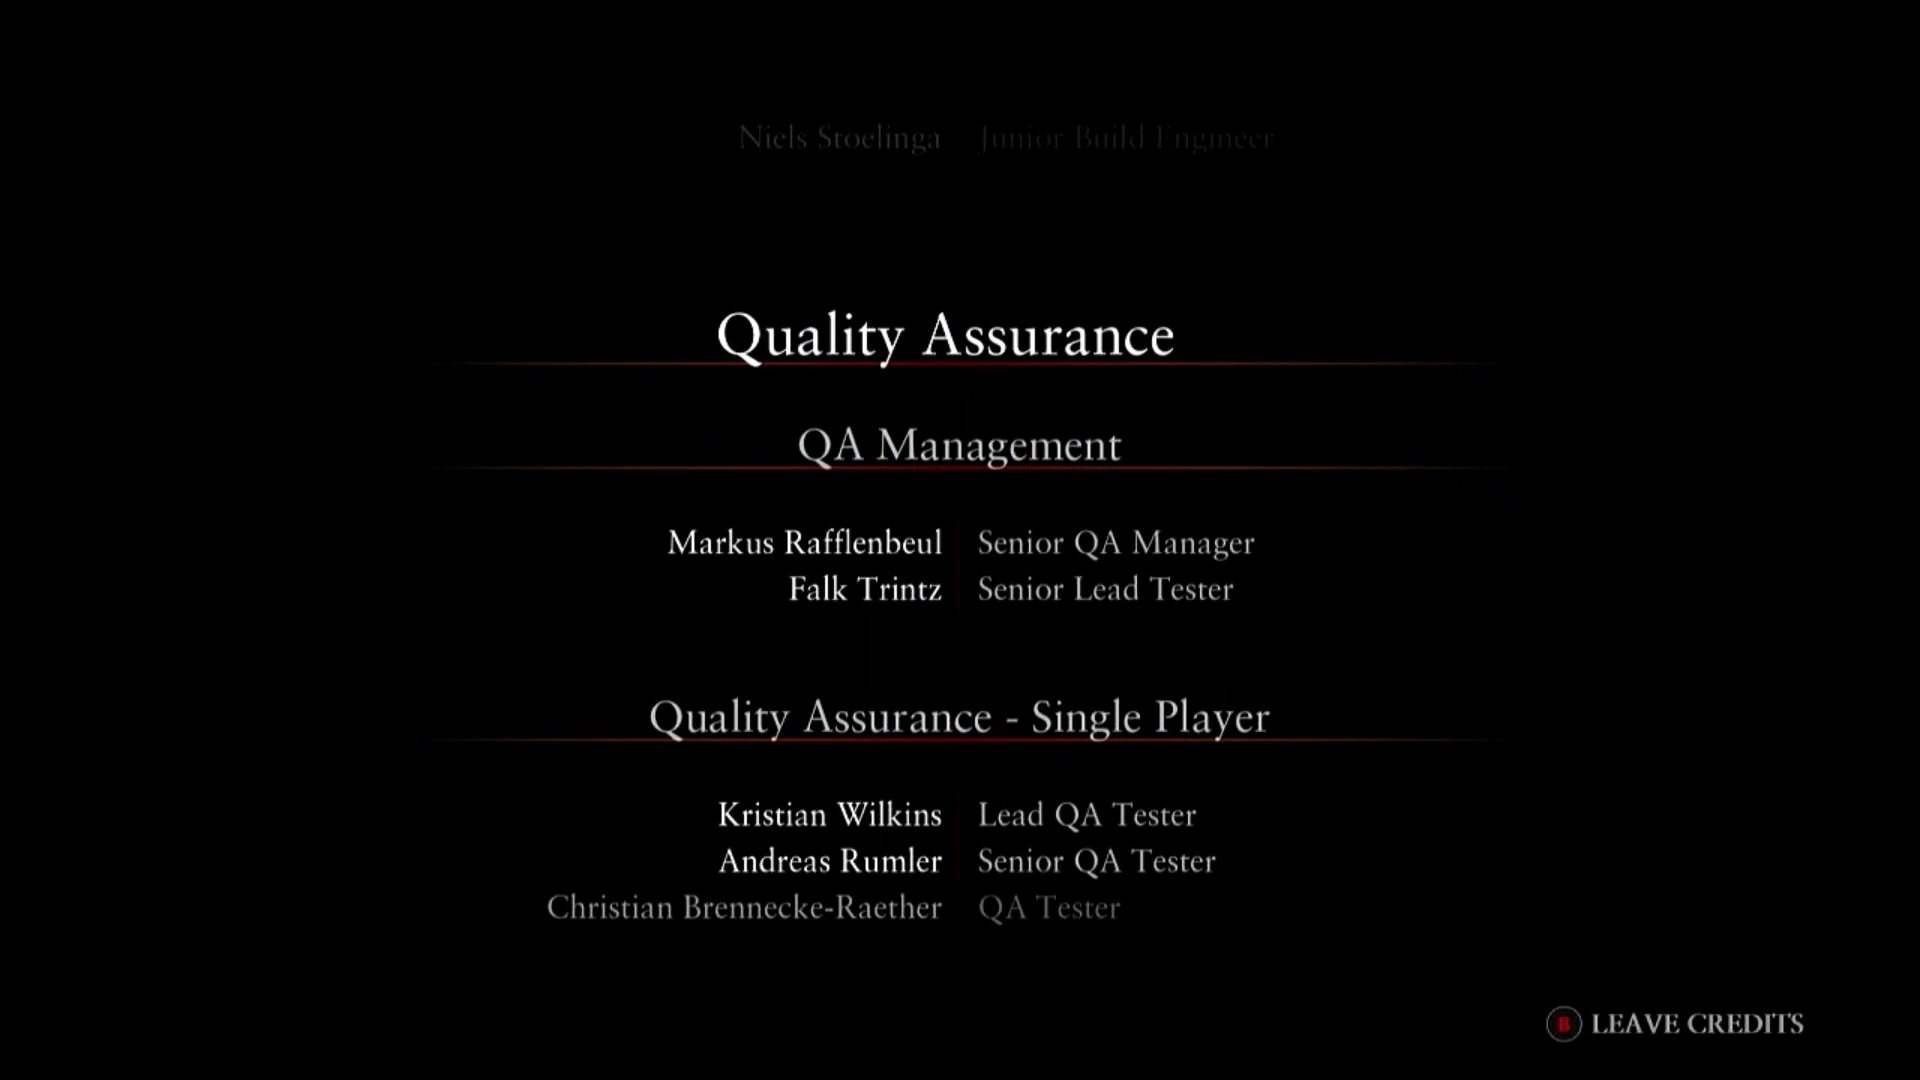 Niels Stoelinga Junior Build Engineer
Quality Assurance
QA Management
Markus Rafflenbeul Senior QA Manager
Falk Trintz Senior Lead Tester
Quality Assurance - Single Player
Kristian Wilkins Lead QA Tester
Andreas Rumler Senior QA Tester
Christian Brennecke-Raether QA Tester
B LEAVE CREDITS